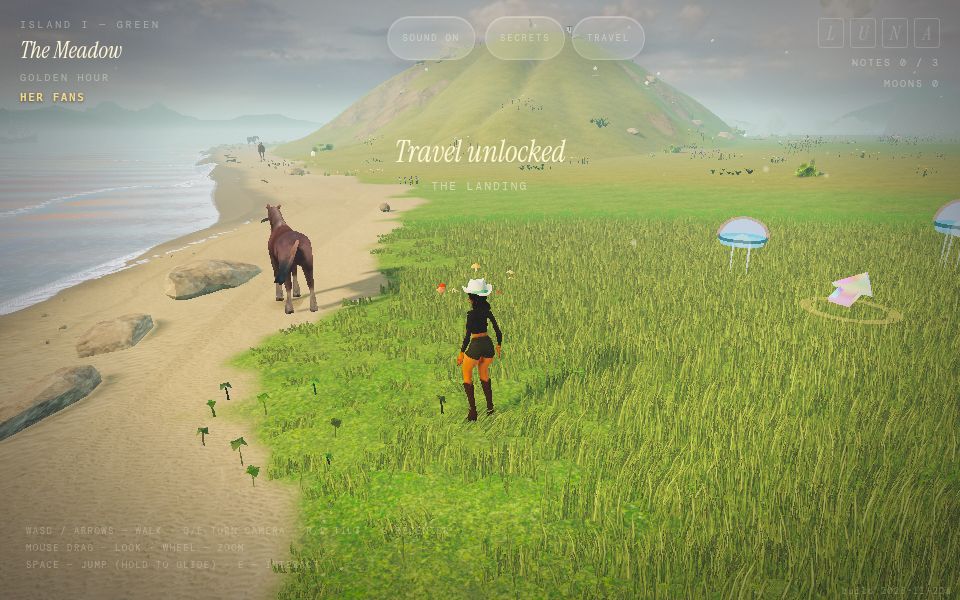 ISLAND I — GREEN
The Meadow
GOLDEN HOUR
HER FANS
SOUND ON
SECRETS
TRAVEL
L U N A
NOTES 0 / 3
MOONS 0
Travel unlocked
THE LANDING
WASD / ARROWS — WALK · Q/E TURN CAMERA
MOUSE DRAG — LOOK · WHEEL — ZOOM
SPACE — JUMP (HOLD TO GLIDE) · E — INTERACT